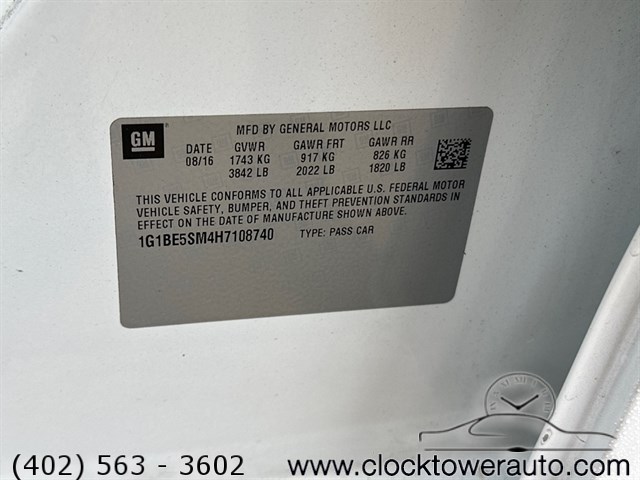 GM
MFD BY GENERAL MOTORS LLC
DATE GVWR GAWR FRT GAWR RR
08/16 1743 KG 917 KG 826 KG
3842 LB 2022 LB 1820 LB
THIS VEHICLE CONFORMS TO ALL APPLICABLE U.S. FEDERAL MOTOR
VEHICLE SAFETY, BUMPER, AND THEFT PREVENTION STANDARDS IN
EFFECT ON THE DATE OF MANUFACTURE SHOWN ABOVE.
1G1BE5SM4H7108740 TYPE: PASS CAR
(402) 563 - 3602 www.clocktowerauto.com